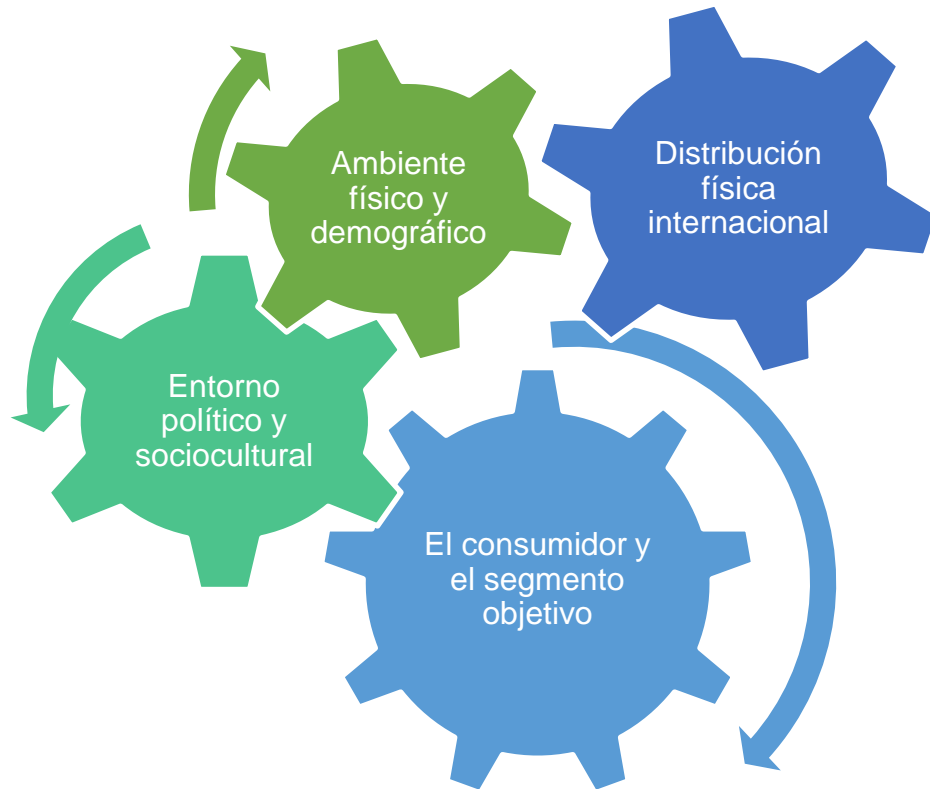 Ambiente
físico y
demográfico
Distribución
física
internacional
Entorno
político y
sociocultural
El consumidor y
el segmento
objetivo